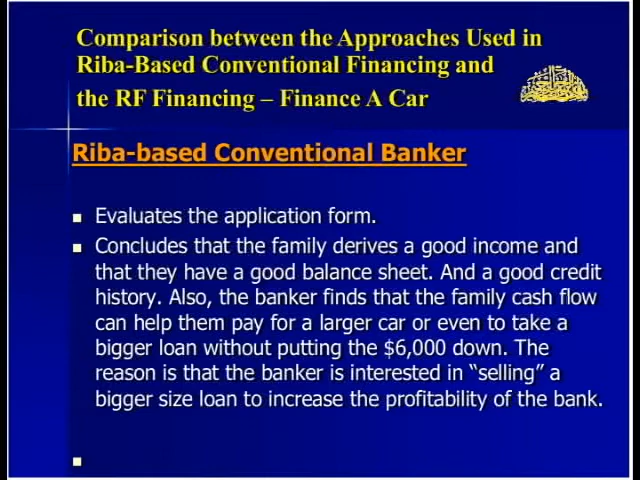 Comparison between the Approaches Used in
Riba-Based Conventional Financing and
the RF Financing – Finance A Car
Riba-based Conventional Banker
Evaluates the application form.
Concludes that the family derives a good income and
that they have a good balance sheet. And a good credit
history. Also, the banker finds that the family cash flow
can help them pay for a larger car or even to take a
bigger loan without putting the $6,000 down. The
reason is that the banker is interested in “selling” a
bigger size loan to increase the profitability of the bank.